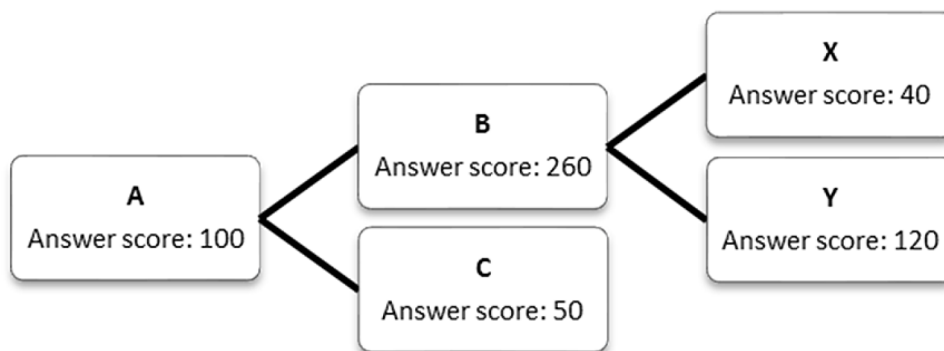 A
Answer score: 100
B
Answer score: 260
C
Answer score: 50
X
Answer score: 40
Y
Answer score: 120